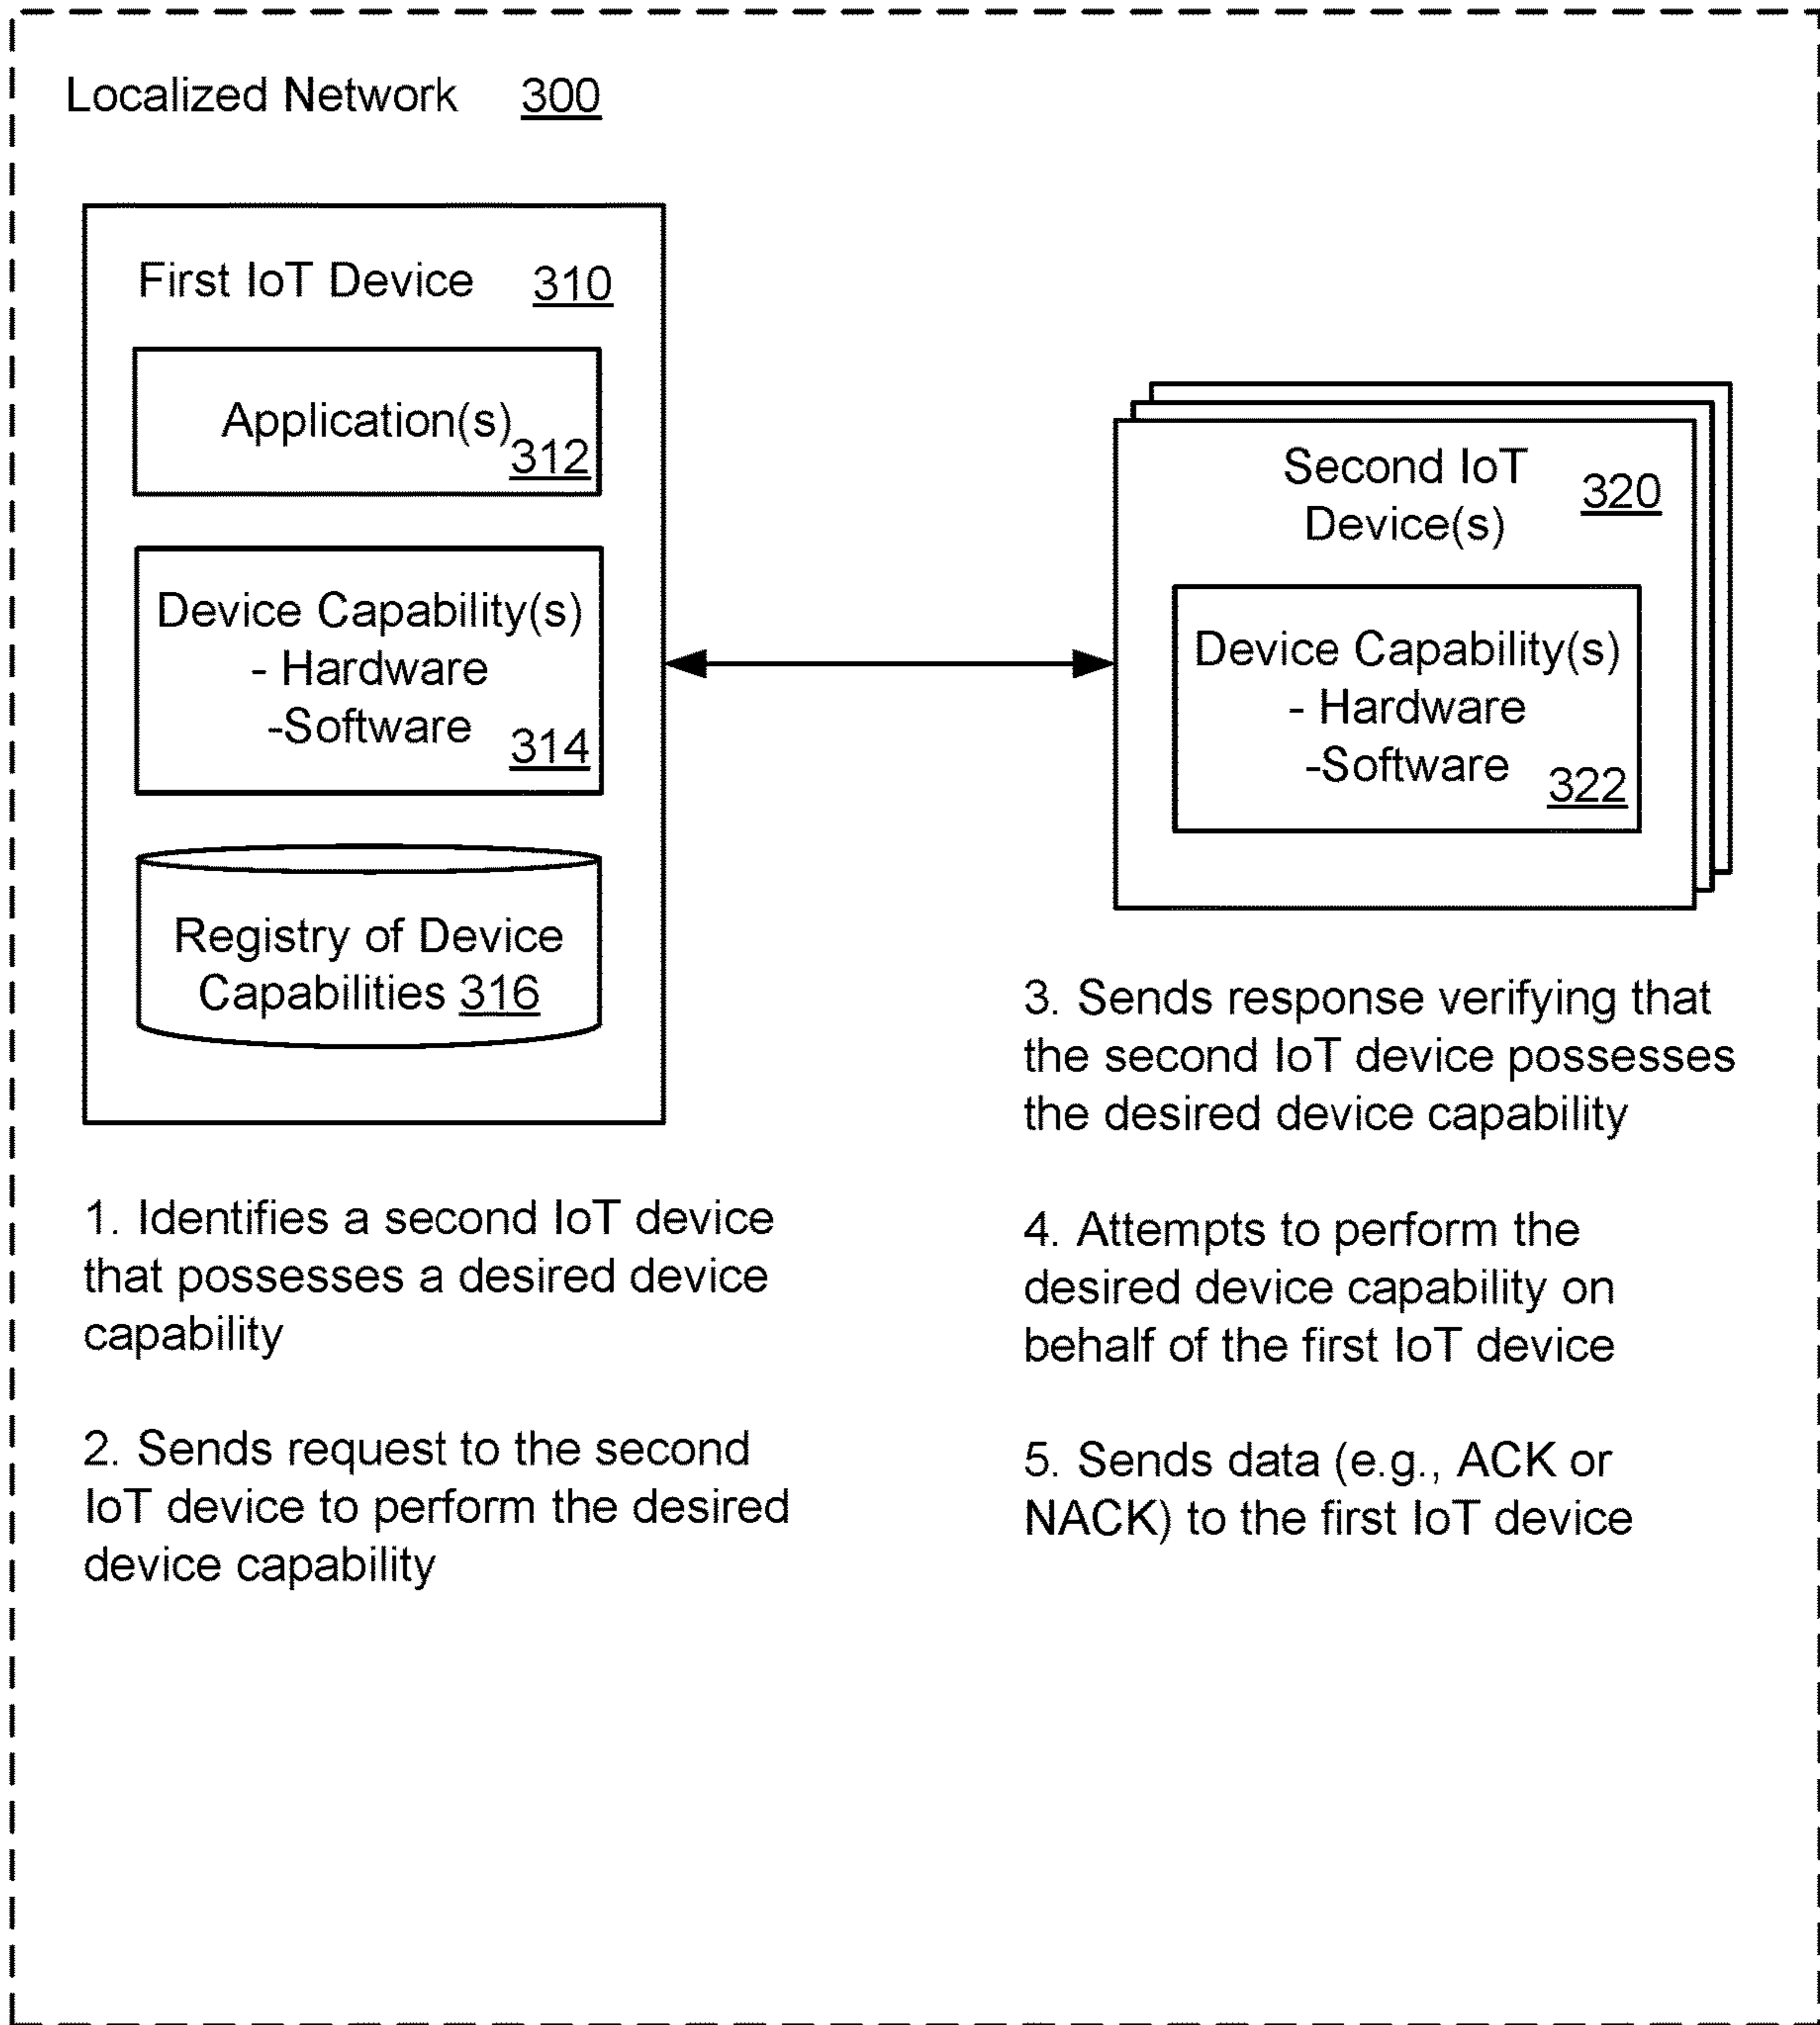 Localized Network 300
First IoT Device 310
Application(s) 312
Device Capability(s)
- Hardware
-Software 314
Registry of Device
Capabilities 316
Second IoT
Device(s) 320
Device Capability(s)
- Hardware
-Software 322
1. Identifies a second IoT device
that possesses a desired device
capability
2. Sends request to the second
IoT device to perform the desired
device capability
3. Sends response verifying that
the second IoT device possesses
the desired device capability
4. Attempts to perform the
desired device capability on
behalf of the first IoT device
5. Sends data (e.g., ACK or
NACK) to the first IoT device